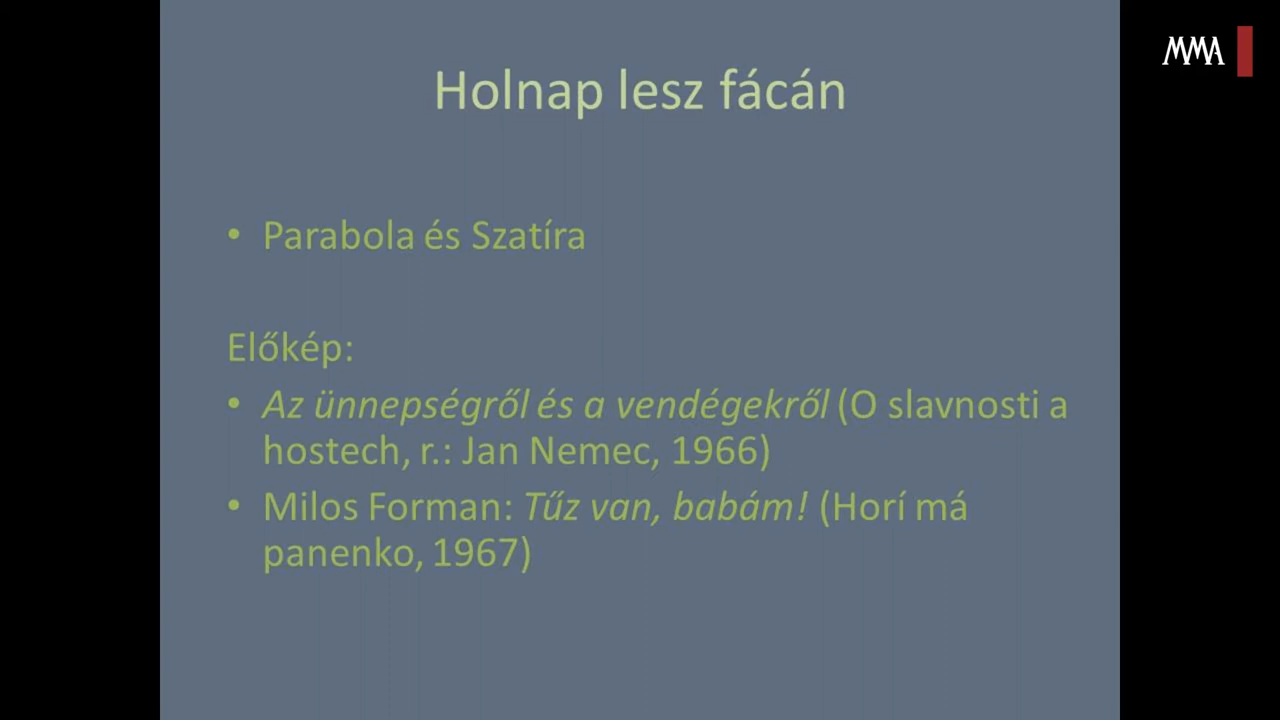 MMA
Holnap lesz fácán
• Parabola és Szatíra
Előkép:
• Az ünnepségről és a vendégekről (O slavnosti a
hostech, r.: Jan Nemec, 1966)
• Milos Forman: Tűz van, babám! (Horí má
panenko, 1967)